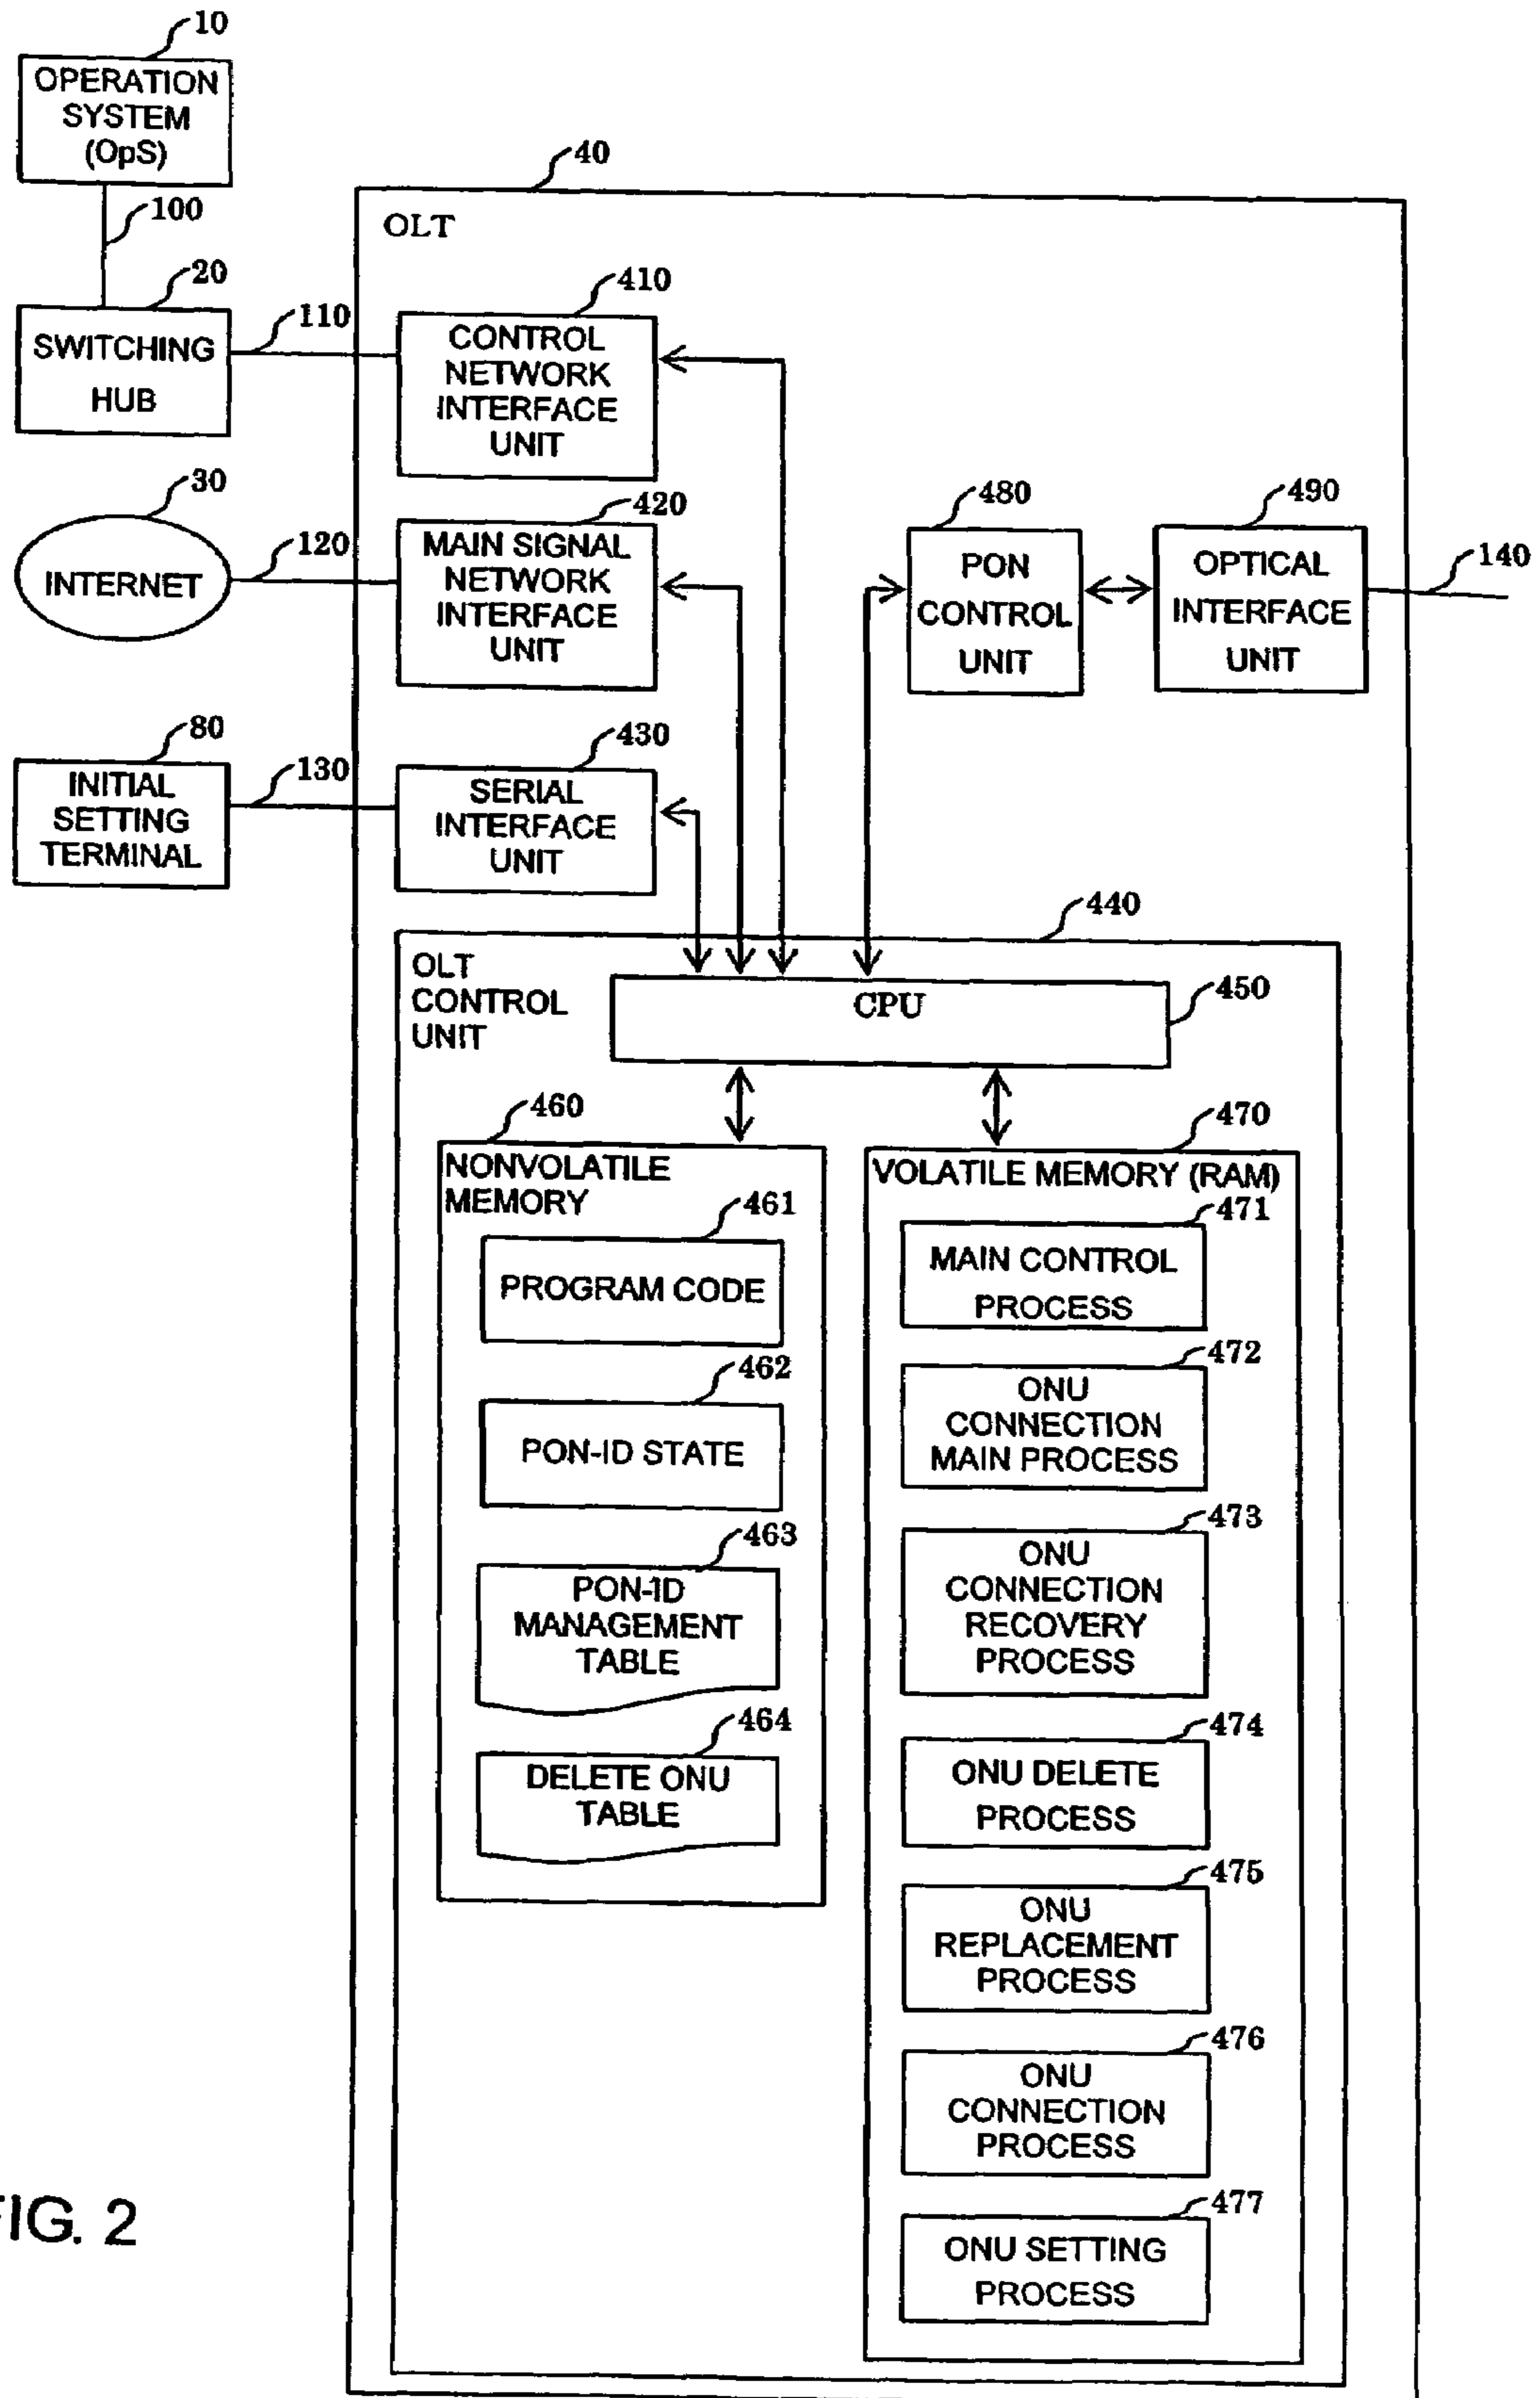 10
OPERATION
SYSTEM
(OpS)
100
20
SWITCHING
HUB
110
30
INTERNET
120
80
INITIAL
SETTING
TERMINAL
130
40
OLT
410
CONTROL
NETWORK
INTERFACE
UNIT
420
MAIN SIGNAL
NETWORK
INTERFACE
UNIT
430
SERIAL
INTERFACE
UNIT
480
PON
CONTROL
UNIT
490
OPTICAL
INTERFACE
UNIT
140
440
OLT
CONTROL
UNIT
CPU
450
460
NONVOLATILE
MEMORY
461
PROGRAM CODE
462
PON-ID STATE
463
PON-ID
MANAGEMENT
TABLE
464
DELETE ONU
TABLE
470
VOLATILE MEMORY (RAM)
471
MAIN CONTROL
PROCESS
472
ONU
CONNECTION
MAIN PROCESS
473
ONU
CONNECTION
RECOVERY
PROCESS
474
ONU DELETE
PROCESS
475
ONU
REPLACEMENT
PROCESS
476
ONU
CONNECTION
PROCESS
477
ONU SETTING
PROCESS
FIG. 2